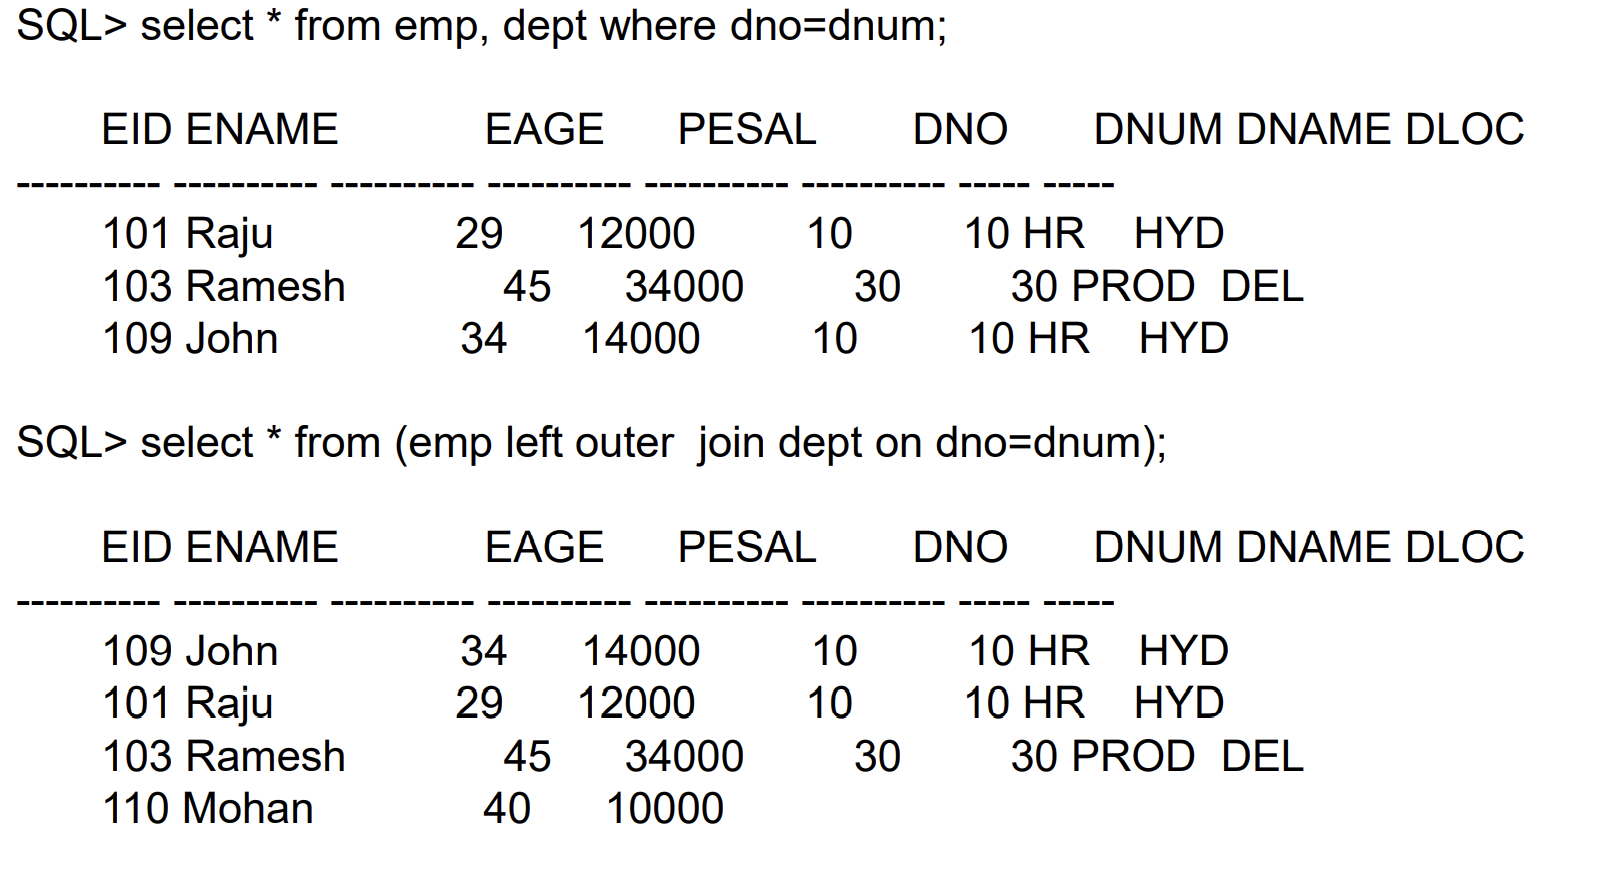 SQL> select * from emp, dept where dno=dnum;
EID ENAME EAGE PESAL DNO DNUM DNAME DLOC
---------- ---------- ---------- ---------- ---------- ---------- ----- -----
101 Raju 29 12000 10 10 HR HYD
103 Ramesh 45 34000 30 30 PROD DEL
109 John 34 14000 10 10 HR HYD
SQL> select * from (emp left outer join dept on dno=dnum);
EID ENAME EAGE PESAL DNO DNUM DNAME DLOC
---------- ---------- ---------- ---------- ---------- ---------- ----- -----
109 John 34 14000 10 10 HR HYD
101 Raju 29 12000 10 10 HR HYD
103 Ramesh 45 34000 30 30 PROD DEL
110 Mohan 40 10000